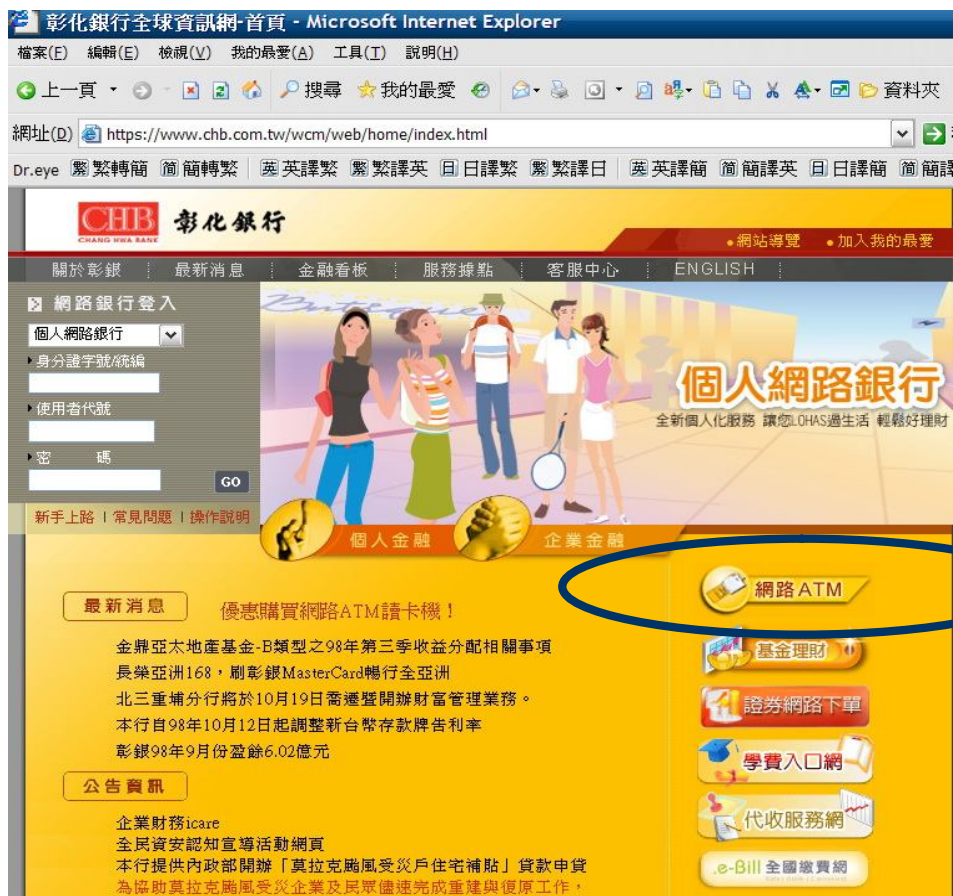 彰化銀行全球資訊網-首頁 - Microsoft Internet Explorer
檔案(F) 編輯(E) 檢視(V) 我的最愛(A) 工具(T) 說明(H)
上一頁 搜尋 我的最愛 資料夾
網址(D) https://www.chb.com.tw/wcm/web/home/index.html
Dr.eye 繁 繁轉簡 简 簡轉繁 英 英譯繁 繁 繁譯英 日 日譯繁 繁 繁譯日 英 英譯簡 简 簡譯英 日 日譯簡 简 簡譯
CHB 彰化銀行
CHANG HWA BANK
網站導覽 加入我的最愛
關於彰銀 最新消息 金融看板 服務據點 客服中心 ENGLISH
網路銀行登入
個人網路銀行
身分證字號/統編
使用者代號
密 碼
GO
新手上路 | 常見問題 | 操作說明
Boutique
個人網路銀行
全新個人化服務 讓您LOHAS過生活 輕鬆好理財
個人金融 企業金融
網路ATM
最新消息 優惠購買網路ATM讀卡機！
金鼎亞太地產基金-B類型之98年第三季收益分配相關事項
長榮亞洲168，刷彰銀MasterCard暢行全亞洲
北三重埔分行將於10月19日喬遷暨開辦財富管理業務。
本行自98年10月12日起調整新台幣存款牌告利率
彰銀98年9月份盈餘6.02億元
基金理財
證券網路下單
學費入口網
代收服務網
e-Bill 全國繳費網
公告資訊
企業財務icare
全民資安認知宣導活動網頁
本行提供內政部開辦「莫拉克颱風受災戶住宅補貼」貸款申貸
為協助莫拉克颱風受災企業及民眾儘速完成重建與復原工作，